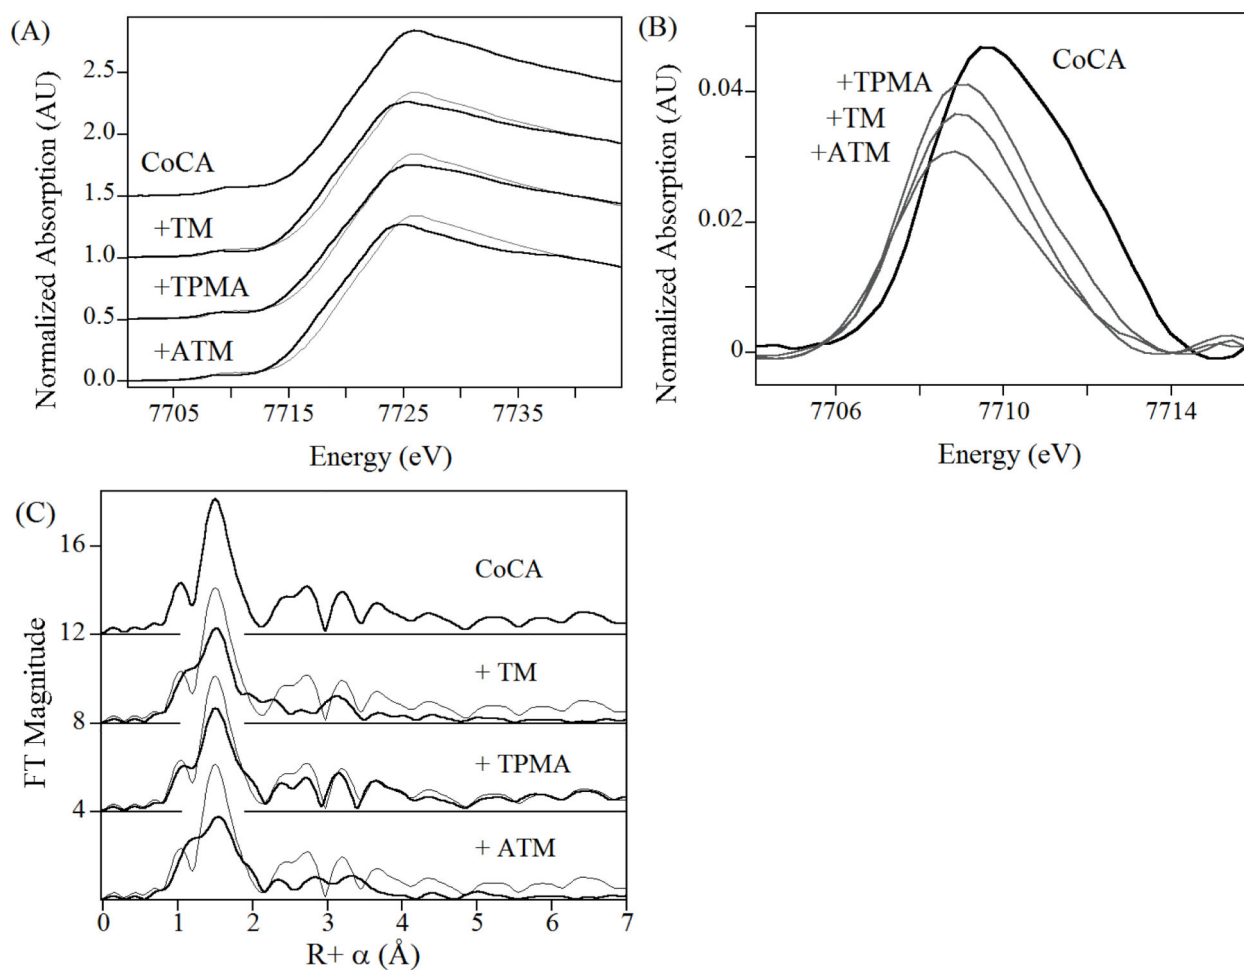 (A)
Normalized Absorption (AU)
2.5
2.0
1.5
1.0
0.5
0.0
CoCA
+TM
+TPMA
+ATM
7705
7715
7725
7735
Energy (eV)
(B)
Normalized Absorption (AU)
0.04
0.02
0
CoCA
+TPMA
+TM
+ATM
7706
7710
7714
Energy (eV)
(C)
FT Magnitude
16
12
8
4
CoCA
+ TM
+ TPMA
+ ATM
0
1
2
3
4
5
6
7
R+ α (Å)